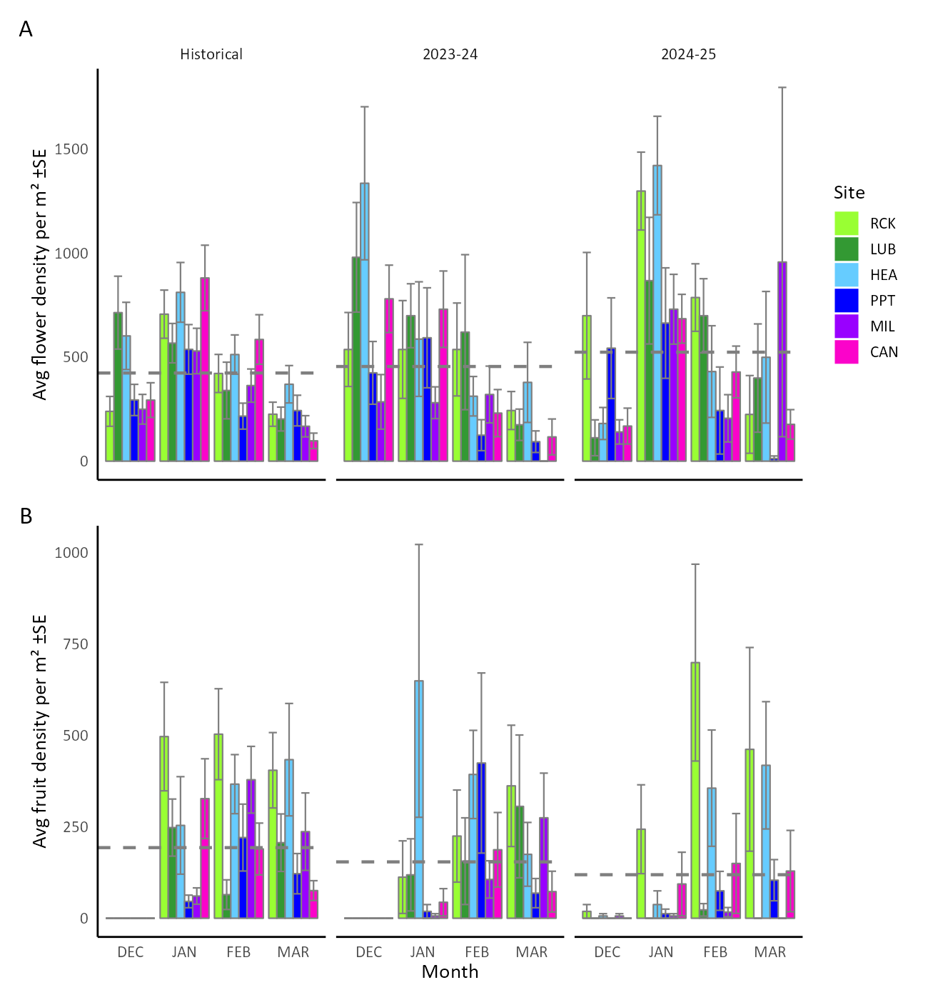 A
Historical 2023-24 2024-25
Avg flower density per m² ±SE
1500
1000
500
0
Site
RCK
LUB
HEA
PPT
MIL
CAN
B
Avg fruit density per m² ±SE
1000
750
500
250
0
DEC JAN FEB MAR DEC JAN FEB MAR DEC JAN FEB MAR
Month